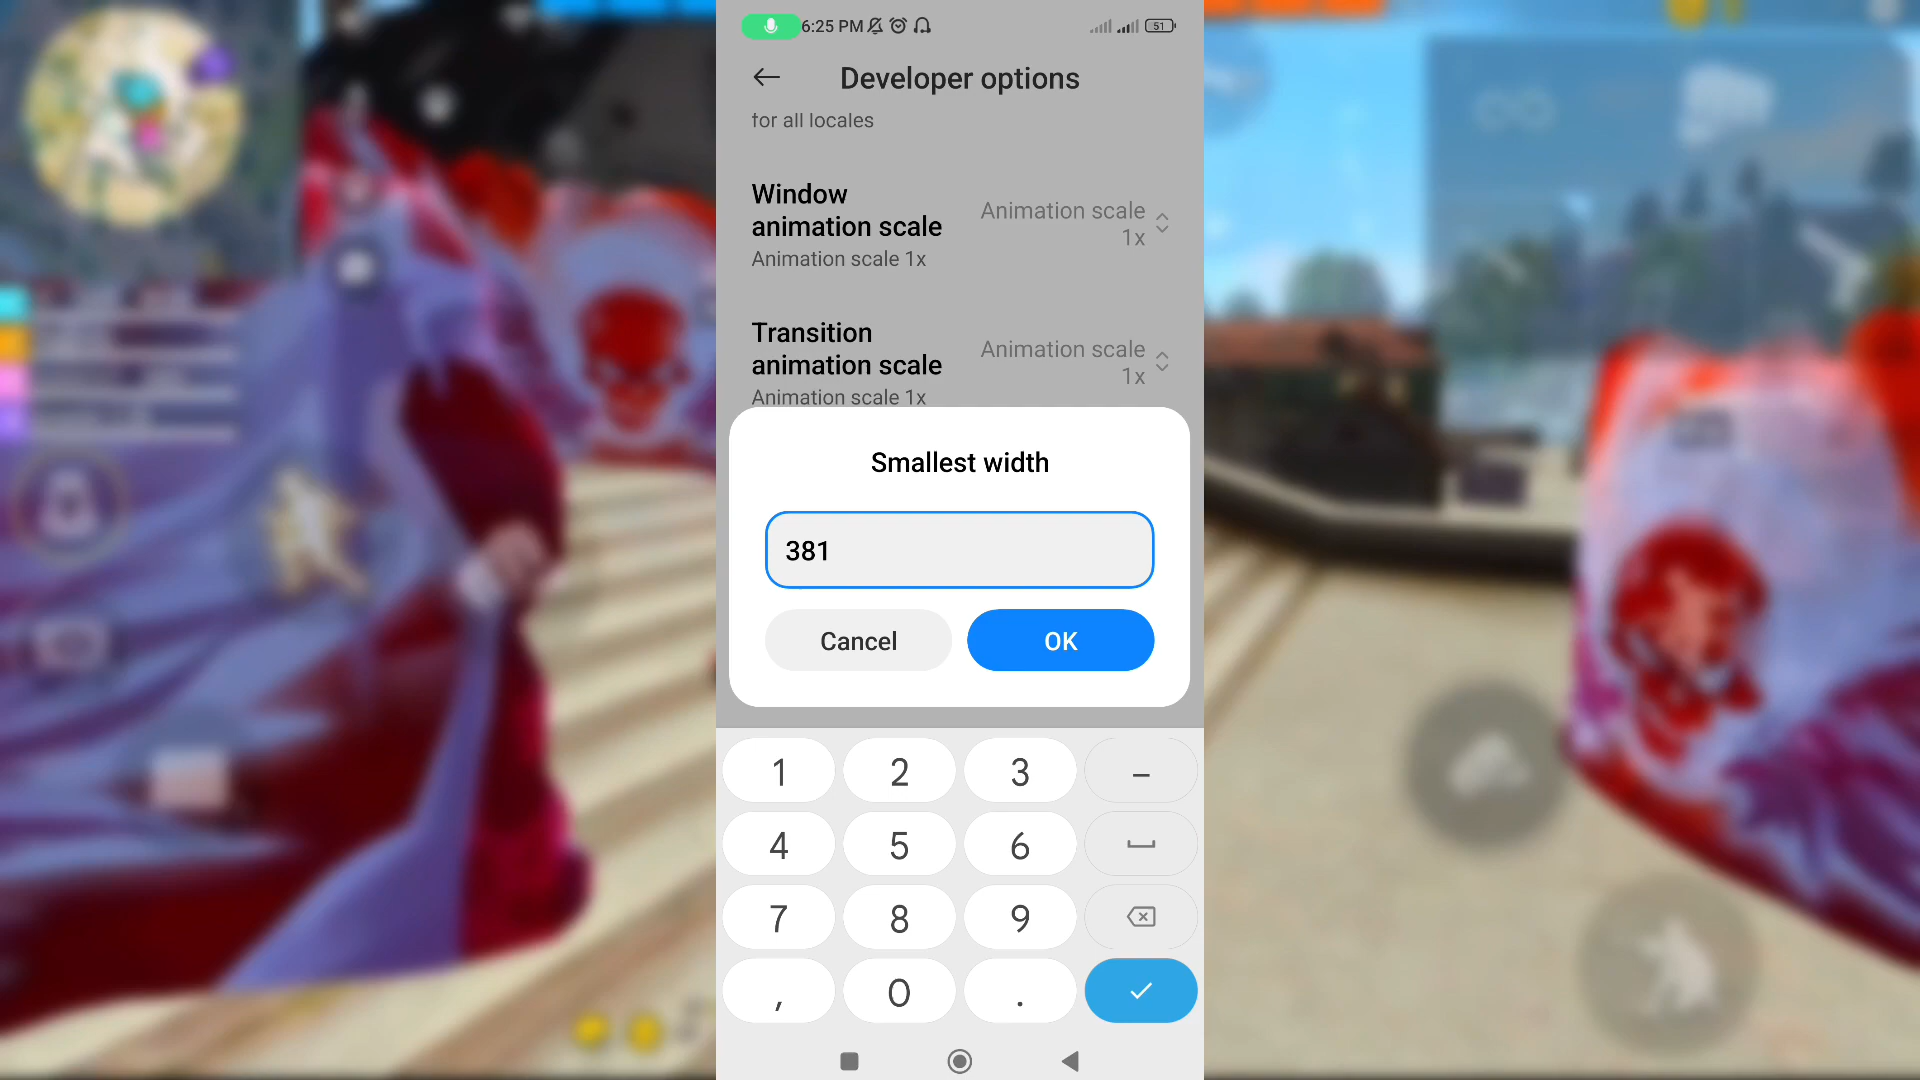 6:25 PM
51
Developer options
for all locales
Window
animation scale
Animation scale 1x
Animation scale
1x
Transition
animation scale
Animation scale 1x
Animation scale
1x
Smallest width
381
Cancel
OK
1
2
3
–
4
5
6
7
8
9
,
0
.